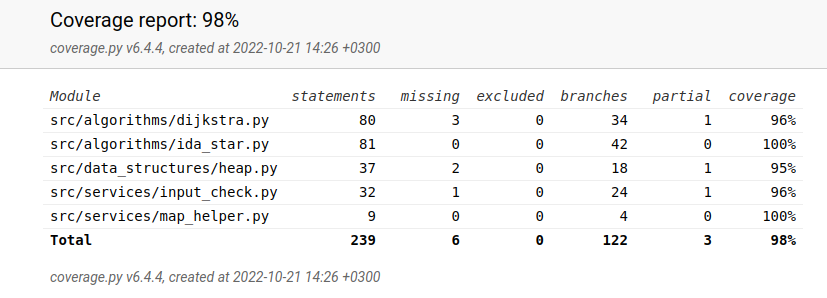 Coverage report: 98%
coverage.py v6.4.4, created at 2022-10-21 14:26 +0300
Module statements missing excluded branches partial coverage
src/algorithms/dijkstra.py 80 3 0 34 1 96%
src/algorithms/ida_star.py 81 0 0 42 0 100%
src/data_structures/heap.py 37 2 0 18 1 95%
src/services/input_check.py 32 1 0 24 1 96%
src/services/map_helper.py 9 0 0 4 0 100%
Total 239 6 0 122 3 98%
coverage.py v6.4.4, created at 2022-10-21 14:26 +0300